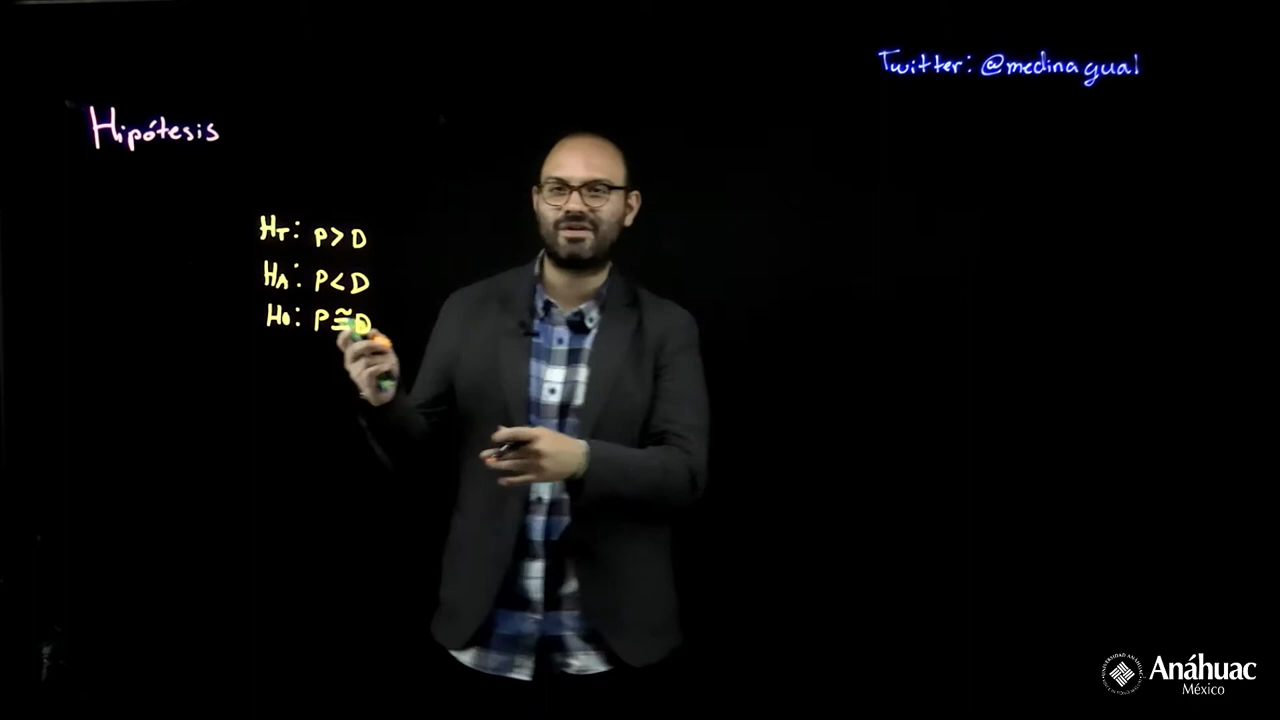 Twitter: @medinagual
Hipótesis
HT: P > D
HA: P < D
H0: P ≅ D
Anáhuac
México